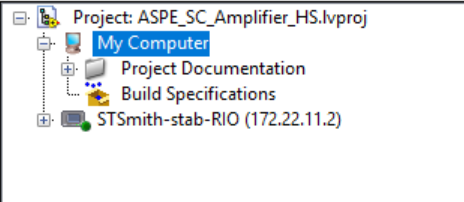 Project: ASPE_SC_Amplifier_HS.lvproj
My Computer
Project Documentation
Build Specifications
STSmith-stab-RIO (172.22.11.2)